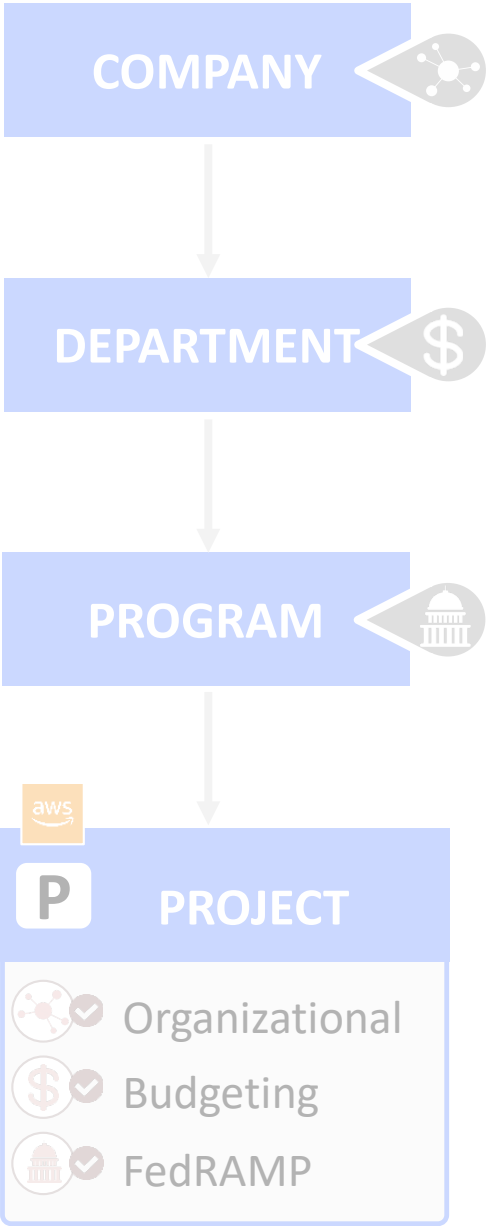 COMPANY
DEPARTMENT
PROGRAM
aws
P
PROJECT
Organizational
Budgeting
FedRAMP